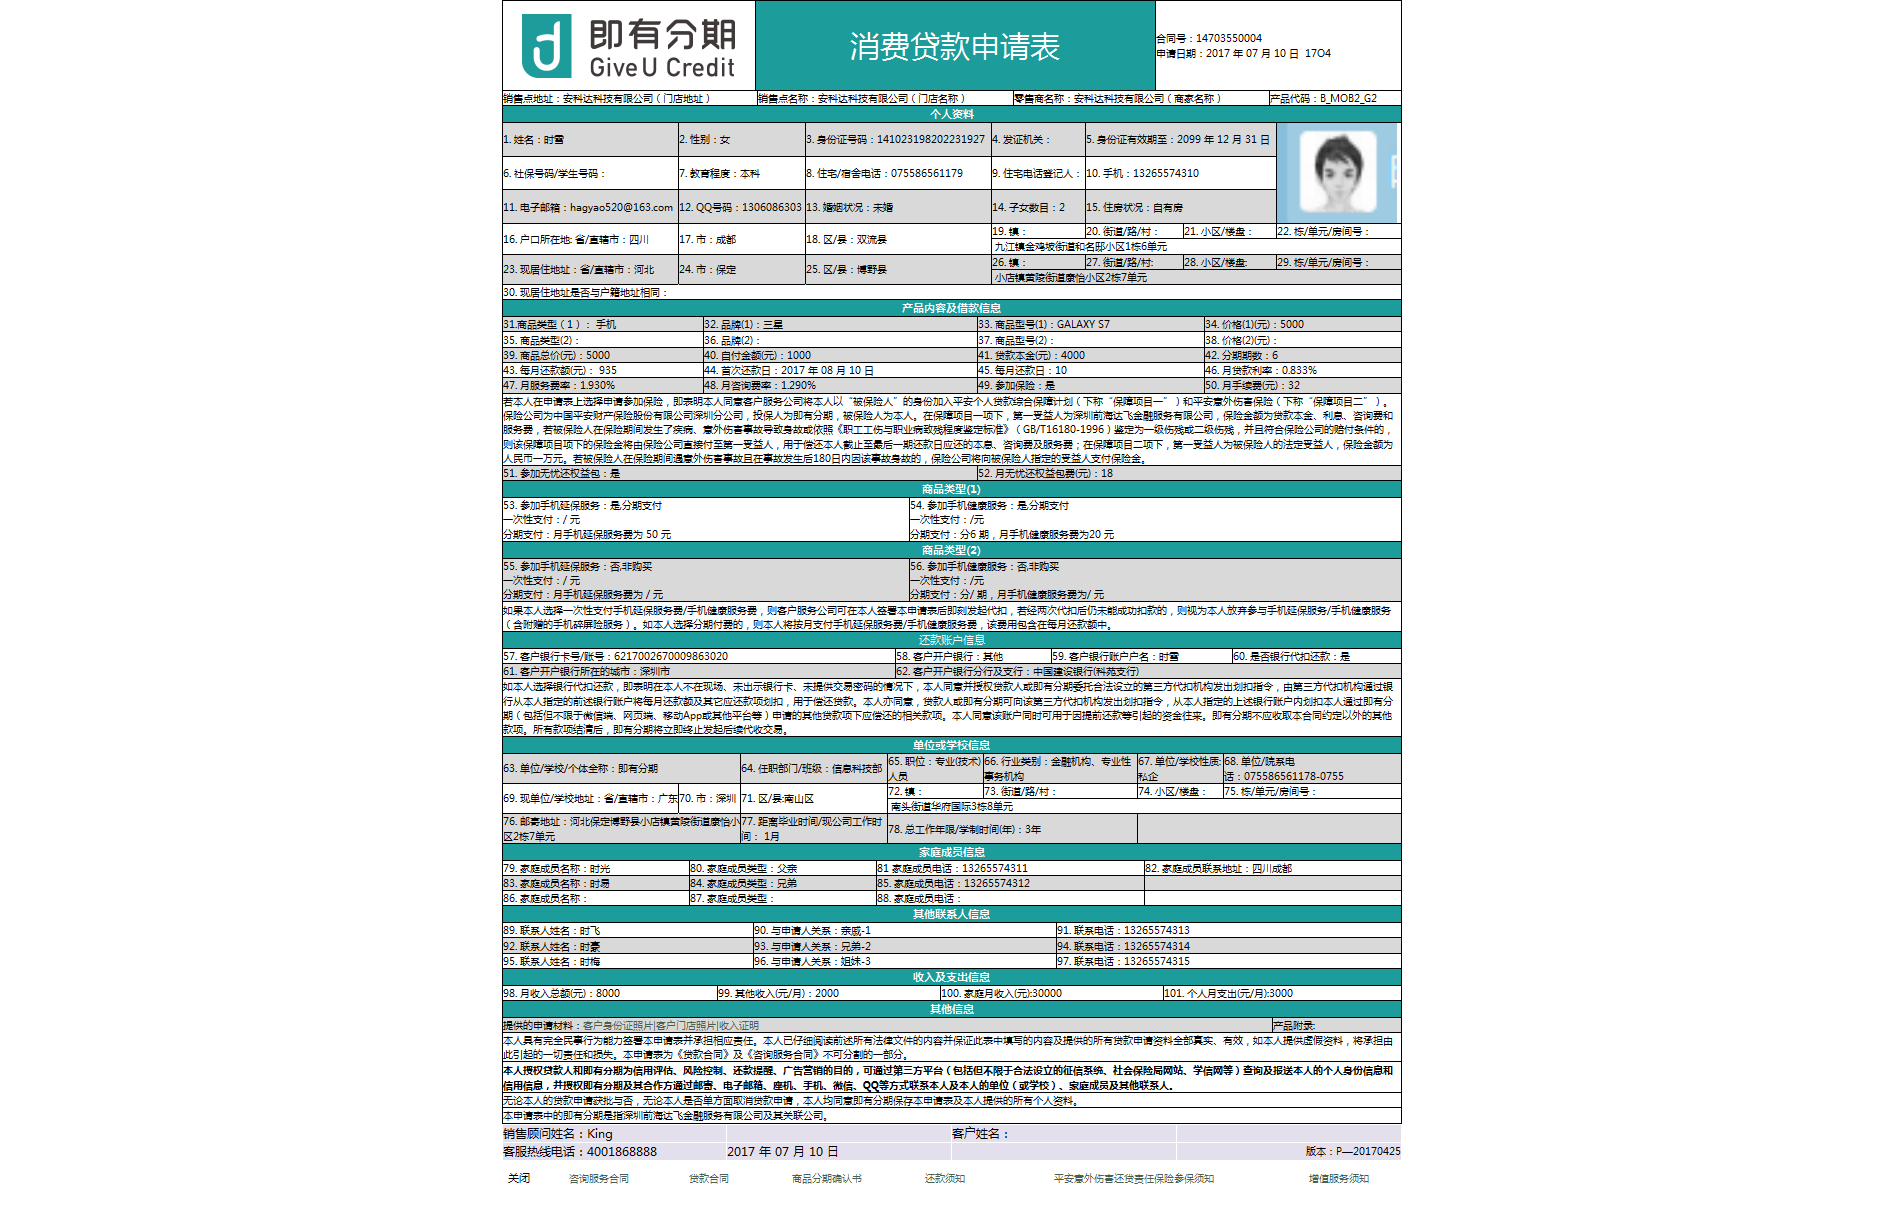 即有分期
GiveU Credit
消费贷款申请表
合同号：14703550004
申请日期：2017 年 07 月 10 日 17O4
销售点地址：安科达科技有限公司（门店地址） 销售点名称：安科达科技有限公司（门店名称） 零售商名称：安科达科技有限公司（商家名称） 产品代码：B_MOB2_G2
个人资料
1. 姓名：时雪 2. 性别：女 3. 身份证号码：141023198202231927 4. 发证机关： 5. 身份证有效期至：2099 年 12 月 31 日
6. 社保号码/学生号码： 7. 教育程度：本科 8. 住宅/宿舍电话：075586561179 9. 住宅电话登记人： 10. 手机：13265574310
11. 电子邮箱：hagyao520@163.com 12. QQ号码：1306086303 13. 婚姻状况：未婚 14. 子女数目：2 15. 住房状况：自有房
16. 户口所在地: 省/直辖市：四川 17. 市：成都 18. 区/县：双流县 19. 镇： 20. 街道/路/村： 21. 小区/楼盘： 22. 栋/单元/房间号：
九江镇金鸡坡街道和名邸小区1栋6单元
23. 现居住地址：省/直辖市：河北 24. 市：保定 25. 区/县：博野县 26. 镇： 27. 街道/路/村: 28. 小区/楼盘: 29. 栋/单元/房间号：
小店镇黄陵街道康怡小区2栋7单元
30. 现居住地址是否与户籍地址相同：
产品内容及借款信息
31.商品类型（1）： 手机 32. 品牌(1)：三星 33. 商品型号(1)：GALAXY S7 34. 价格(1)(元)：5000
35. 商品类型(2)： 36. 品牌(2)： 37. 商品型号(2)： 38. 价格(2)(元)：
39. 商品总价(元)：5000 40. 自付金额(元)：1000 41. 贷款本金(元)：4000 42. 分期期数：6
43. 每月还款额(元)： 935 44. 首次还款日：2017 年 08 月 10 日 45. 每月还款日：10 46. 月贷款利率：0.833%
47. 月服务费率：1.930% 48. 月咨询费率：1.290% 49. 参加保险：是 50. 月手续费(元)：32
若本人在申请表上选择申请参加保险，即表明本人同意客户服务公司将本人以“被保险人”的身份加入平安个人贷款综合保障计划（下称“保障项目一”）和平安意外伤害保险（下称“保障项目二”）。
保险公司为中国平安财产保险股份有限公司深圳分公司，投保人为即有分期，被保险人为本人。在保障项目一项下，第一受益人为深圳前海达飞金融服务有限公司，保险金额为贷款本金、利息、咨询费和
服务费，若被保险人在保险期间发生了疾病、意外伤害事故导致身故或依照《职工工伤与职业病致残程度鉴定标准》（GB/T16180-1996）鉴定为一级伤残或二级伤残，并且符合保险公司的赔付条件的，
则该保障项目项下的保险金将由保险公司直接付至第一受益人，用于偿还本人截止至最后一期还款日应还的本息、咨询费及服务费；在保障项目二项下，第一受益人为被保险人的法定受益人，保险金额为
人民币一万元。若被保险人在保险期间遇意外伤害事故且在事故发生后180日内因该事故身故的，保险公司将向被保险人指定的受益人支付保险金。
51. 参加无忧还权益包：是 52. 月无忧还权益包费(元)：18
商品类型(1)
53. 参加手机延保服务：是,分期支付 54. 参加手机健康服务：是,分期支付
一次性支付：/ 元 一次性支付：/元
分期支付：月手机延保服务费为 50 元 分期支付：分6 期，月手机健康服务费为20 元
商品类型(2)
55. 参加手机延保服务：否,非购买 56. 参加手机健康服务：否,非购买
一次性支付：/ 元 一次性支付：/元
分期支付：月手机延保服务费为 / 元 分期支付：分/ 期，月手机健康服务费为/ 元
如果本人选择一次性支付手机延保服务费/手机健康服务费，则客户服务公司可在本人签署本申请表后即刻发起代扣，若经两次代扣后仍未能成功扣款的，则视为本人放弃参与手机延保服务/手机健康服务
（含附赠的手机碎屏险服务）。如本人选择分期付费的，则本人将按月支付手机延保服务费/手机健康服务费，该费用包含在每月还款额中。
还款账户信息
57. 客户银行卡号/账号：6217002670009863020 58. 客户开户银行：其他 59. 客户银行账户户名：时雪 60. 是否银行代扣还款：是
61. 客户开户银行所在的城市：深圳市 62. 客户开户银行分行及支行：中国建设银行(科苑支行)
如本人选择银行代扣还款，即表明在本人不在现场、未出示银行卡、未提供交易密码的情况下，本人同意并授权贷款人或即有分期委托合法设立的第三方代扣机构发出划扣指令，由第三方代扣机构通过银
行从本人指定的前述银行账户将每月还款额及其它应还款项划扣，用于偿还贷款。本人亦同意，贷款人或即有分期可向该第三方代扣机构发出划扣指令，从本人指定的上述银行账户内划扣本人通过即有分
期（包括但不限于微信端、网页端、移动App或其他平台等）申请的其他贷款项下应偿还的相关款项。本人同意该账户同时可用于因提前还款等引起的资金往来。即有分期不应收取本合同约定以外的其他
款项。所有款项结清后，即有分期将立即终止发起后续代收交易。
单位或学校信息
63. 单位/学校/个体全称：即有分期 64. 任职部门/班级：信息科技部 65. 职位：专业(技术)人员 66. 行业类别：金融机构、专业性事务机构 67. 单位/学校性质:私企 68. 单位/院系电话：075586561178-0755
69. 现单位/学校地址：省/直辖市：广东 70. 市：深圳 71. 区/县:南山区 72. 镇： 73. 街道/路/村： 74. 小区/楼盘： 75. 栋/单元/房间号：
南头街道华府国际3栋8单元
76. 邮寄地址：河北保定博野县小店镇黄陵街道康怡小区2栋7单元 77. 距离毕业时间/现公司工作时间： 1月 78. 总工作年限/学制时间(年)：3年
家庭成员信息
79. 家庭成员名称：时光 80. 家庭成员类型：父亲 81 家庭成员电话：13265574311 82. 家庭成员联系地址：四川成都
83. 家庭成员名称：时易 84. 家庭成员类型：兄弟 85. 家庭成员电话：13265574312
86. 家庭成员名称： 87. 家庭成员类型： 88. 家庭成员电话：
其他联系人信息
89. 联系人姓名：时飞 90. 与申请人关系：亲戚-1 91. 联系电话：13265574313
92. 联系人姓名：时豪 93. 与申请人关系：兄弟-2 94. 联系电话：13265574314
95. 联系人姓名：时梅 96. 与申请人关系：姐妹-3 97. 联系电话：13265574315
收入及支出信息
98. 月收入总额(元)：8000 99. 其他收入(元/月)：2000 100. 家庭月收入(元):30000 101. 个人月支出(元/月):3000
其他信息
提供的申请材料：客户身份证照片|客户门店照片|收入证明 产品附录:
本人具有完全民事行为能力签署本申请表并承担相应责任。本人已仔细阅读前述所有法律文件的内容并保证此表中填写的内容及提供的所有贷款申请资料全部真实、有效，如本人提供虚假资料，将承担由
此引起的一切责任和损失。本申请表为《贷款合同》及《咨询服务合同》不可分割的一部分。
本人授权贷款人和即有分期为信用评估、风险控制、还款提醒、广告营销的目的，可通过第三方平台（包括但不限于合法设立的征信系统、社会保险局网站、学信网等）查询及报送本人的个人身份信息和
信用信息，并授权即有分期及其合作方通过邮寄、电子邮箱、座机、手机、微信、QQ等方式联系本人及本人的单位（或学校）、家庭成员及其他联系人。
无论本人的贷款申请获批与否，无论本人是否单方面取消贷款申请，本人均同意即有分期保存本申请表及本人提供的所有个人资料。
本申请表中的即有分期是指深圳前海达飞金融服务有限公司及其关联公司。
销售顾问姓名：King 客户姓名：
客服热线电话：4001868888 2017 年 07 月 10 日 版本：P—20170425
关闭 咨询服务合同 贷款合同 商品分期确认书 还款须知 平安意外伤害还贷责任保险参保须知 增值服务须知